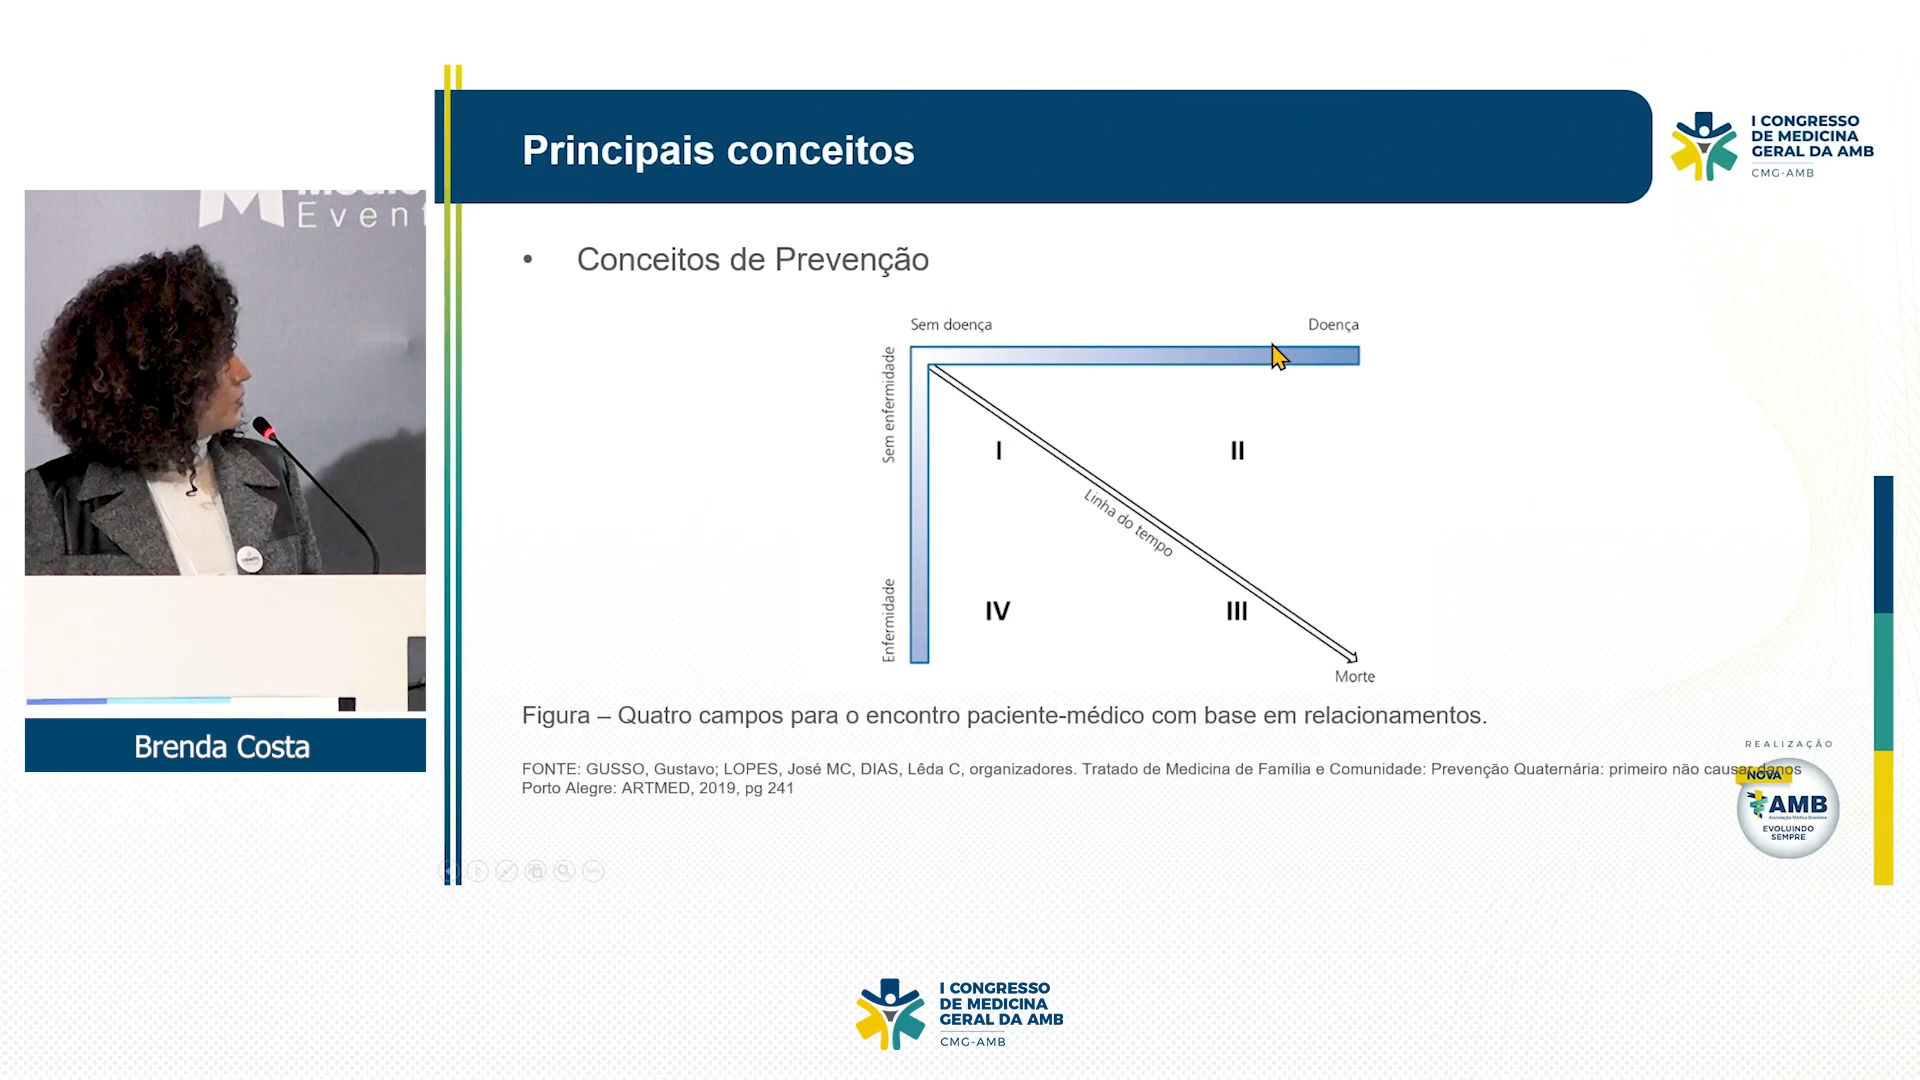 Principais conceitos
I CONGRESSO
DE MEDICINA
GERAL DA AMB
CMG-AMB
Event
• Conceitos de Prevenção
Sem doença
Doença
Sem enfermidade
I
II
Linha do tempo
IV
III
Enfermidade
Morte
Figura – Quatro campos para o encontro paciente-médico com base em relacionamentos.
Brenda Costa
FONTE: GUSSO, Gustavo; LOPES, José MC, DIAS, Lêda C, organizadores. Tratado de Medicina de Família e Comunidade: Prevenção Quaternária: primeiro não causar danos
Porto Alegre: ARTMED, 2019, pg 241
REALIZAÇÃO
NOVA
AMB
Associação Médica Brasileira
EVOLUINDO
SEMPRE
I CONGRESSO
DE MEDICINA
GERAL DA AMB
CMG-AMB